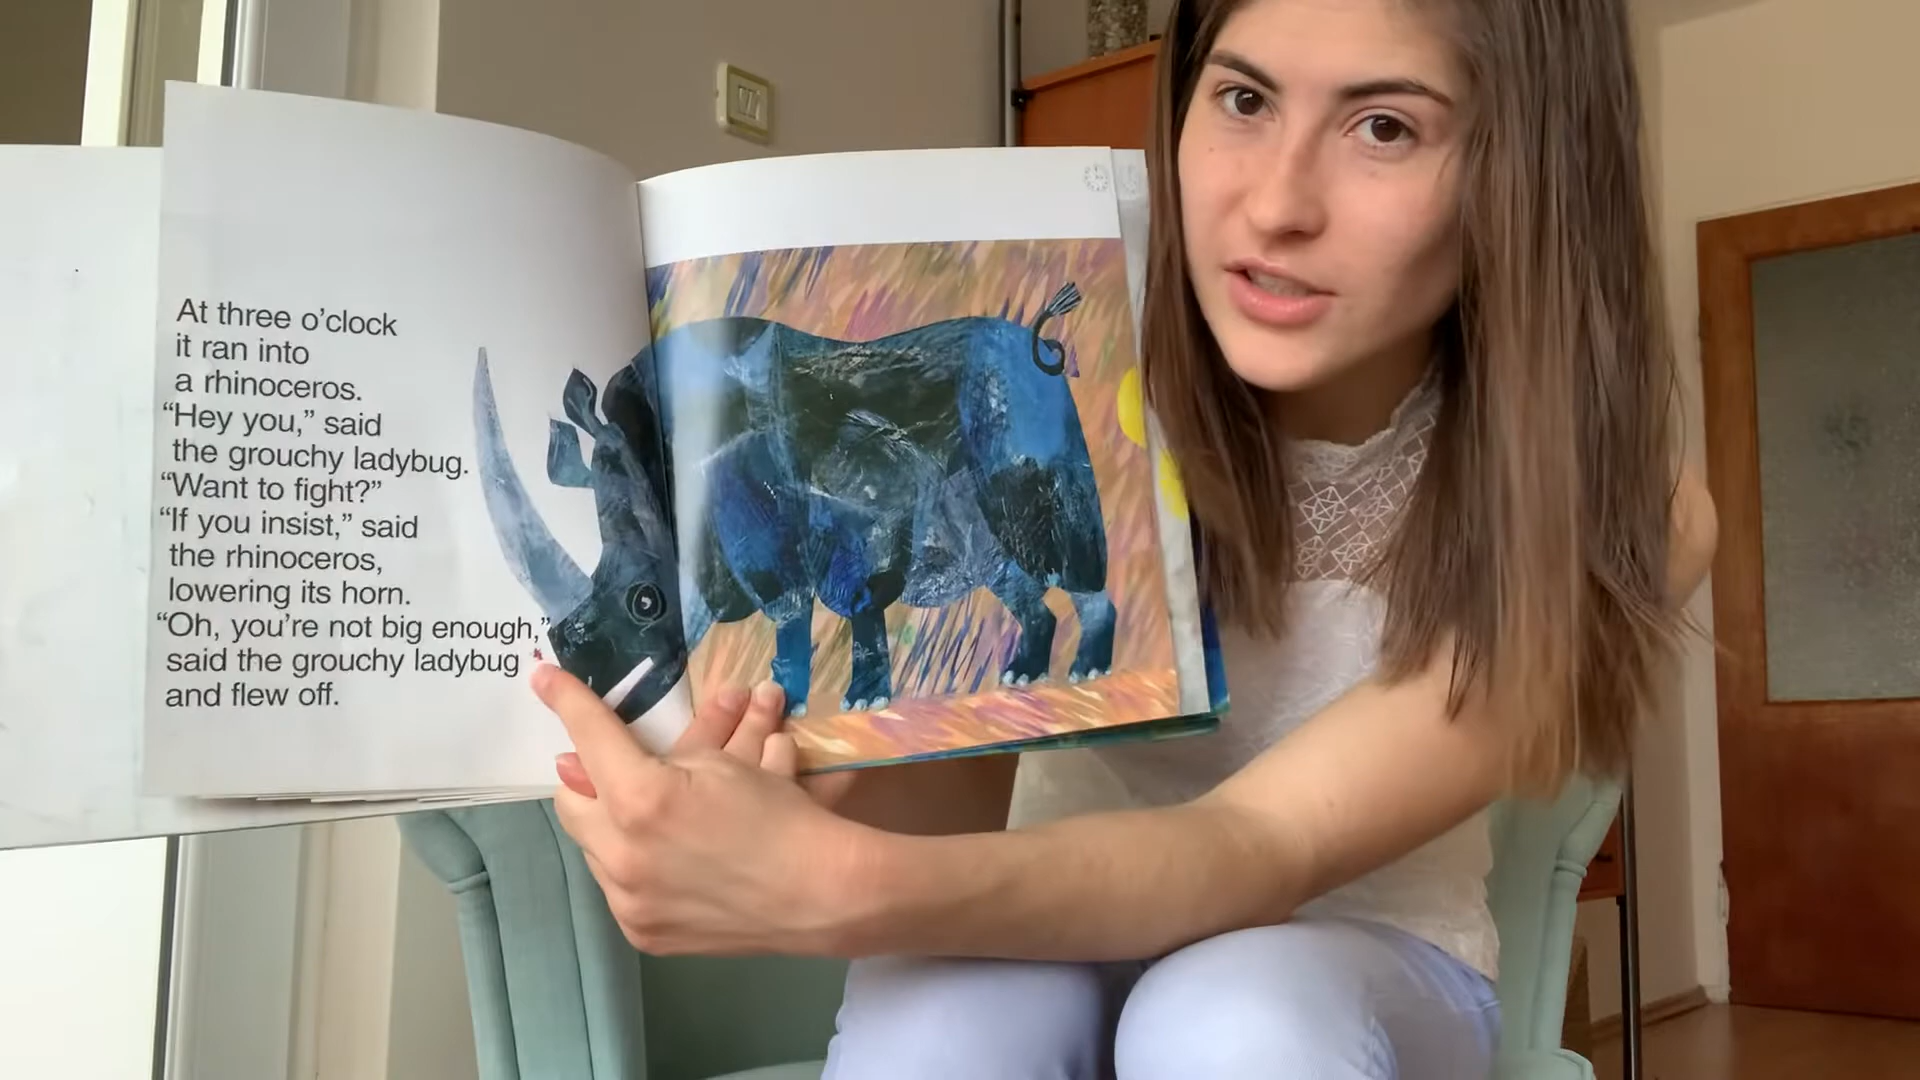 At three o'clock
it ran into
a rhinoceros.
“Hey you,” said
the grouchy ladybug.
“Want to fight?”
“If you insist,” said
the rhinoceros,
lowering its horn.
“Oh, you're not big enough,”
said the grouchy ladybug
and flew off.